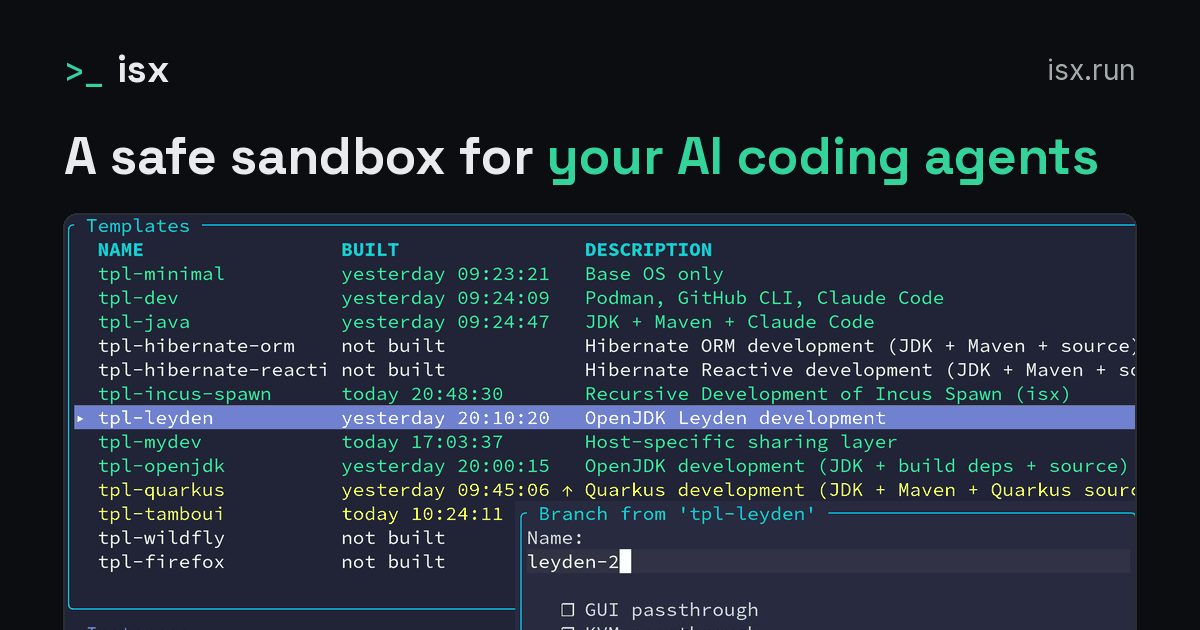 >_ isx
isx.run
A safe sandbox for your AI coding agents
Templates
NAME BUILT DESCRIPTION
tpl-minimal yesterday 09:23:21 Base OS only
tpl-dev yesterday 09:24:09 Podman, GitHub CLI, Claude Code
tpl-java yesterday 09:24:47 JDK + Maven + Claude Code
tpl-hibernate-orm not built Hibernate ORM development (JDK + Maven + source)
tpl-hibernate-reacti not built Hibernate Reactive development (JDK + Maven + so
tpl-incus-spawn today 20:48:30 Recursive Development of Incus Spawn (isx)
▸ tpl-leyden yesterday 20:10:20 OpenJDK Leyden development
tpl-mydev today 17:03:37 Host-specific sharing layer
tpl-openjdk yesterday 20:00:15 OpenJDK development (JDK + build deps + source)
tpl-quarkus yesterday 09:45:06 ↑ Quarkus development (JDK + Maven + Quarkus sourc
tpl-tamboui today 10:24:11
tpl-wildfly not built
tpl-firefox not built
Branch from 'tpl-leyden'
Name:
leyden-2
☐ GUI passthrough